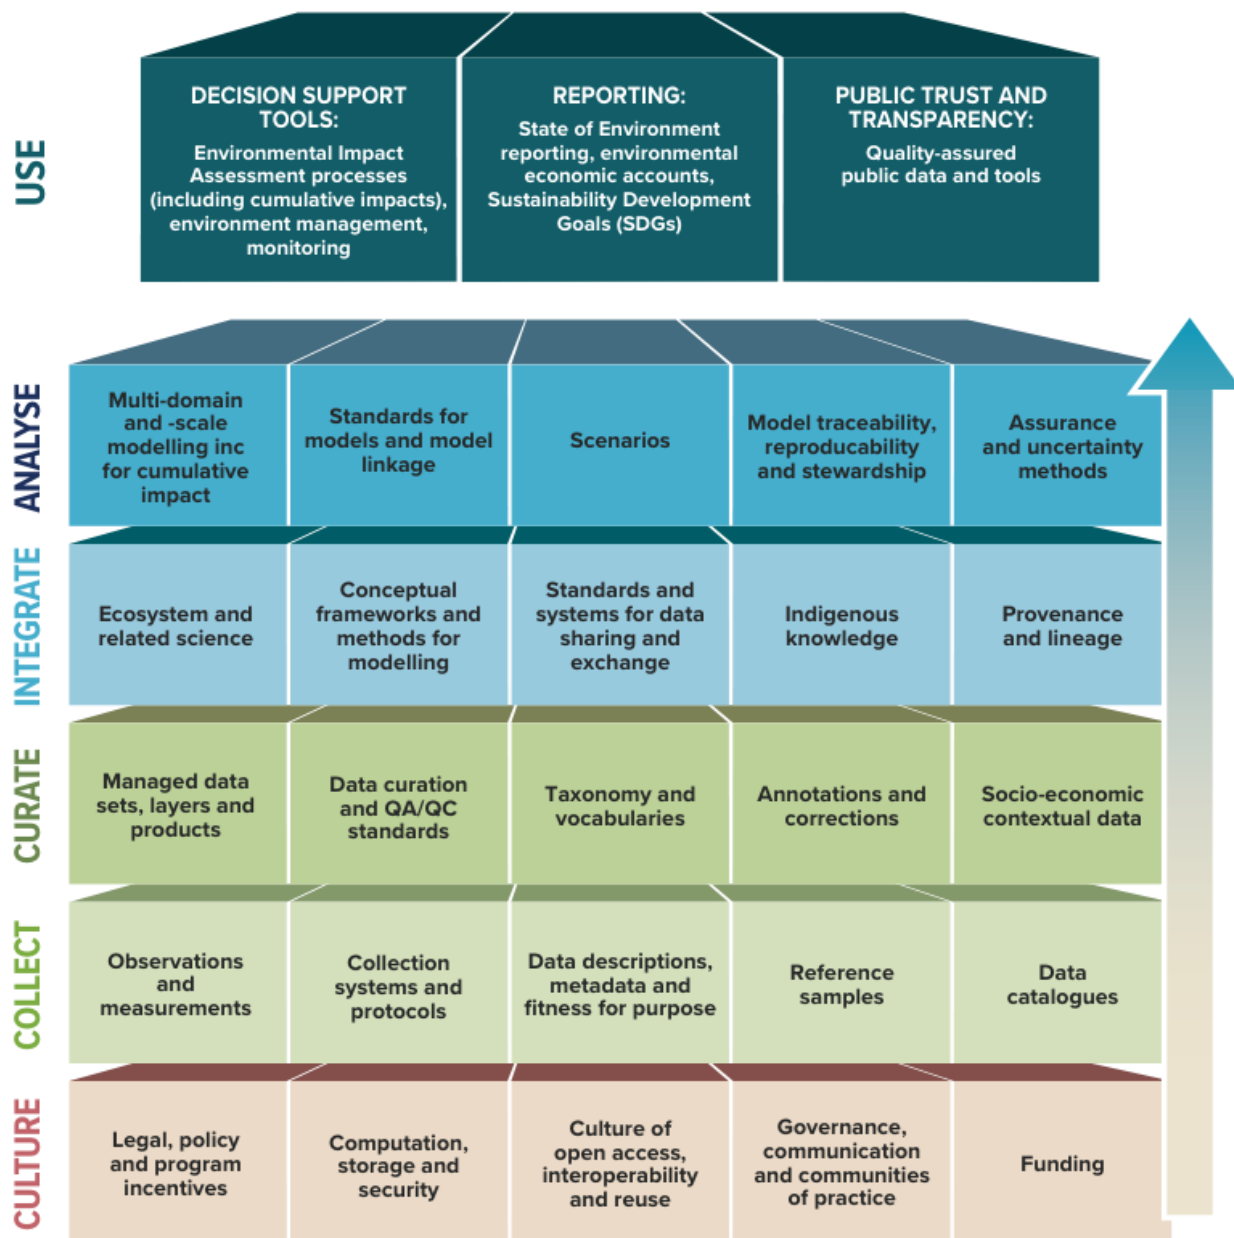 USE
DECISION SUPPORT
TOOLS:
Environmental Impact
Assessment processes
(including cumulative impacts),
environment management,
monitoring
REPORTING:
State of Environment
reporting, environmental
economic accounts,
Sustainability Development
Goals (SDGs)
PUBLIC TRUST AND
TRANSPARENCY:
Quality-assured
public data and tools
ANALYSE
Multi-domain
and -scale
modelling inc
for cumulative
impact
Standards for
models and model
linkage
Scenarios
Model traceability,
reproducability
and stewardship
Assurance
and uncertainty
methods
INTEGRATE
Ecosystem and
related science
Conceptual
frameworks and
methods for
modelling
Standards and
systems for data
sharing and
exchange
Indigenous
knowledge
Provenance
and lineage
CURATE
Managed data
sets, layers and
products
Data curation
and QA/QC
standards
Taxonomy and
vocabularies
Annotations and
corrections
Socio-economic
contextual data
COLLECT
Observations
and
measurements
Collection
systems and
protocols
Data descriptions,
metadata and
fitness for purpose
Reference
samples
Data
catalogues
CULTURE
Legal, policy
and program
incentives
Computation,
storage and
security
Culture of
open access,
interoperability
and reuse
Governance,
communication
and communities
of practice
Funding